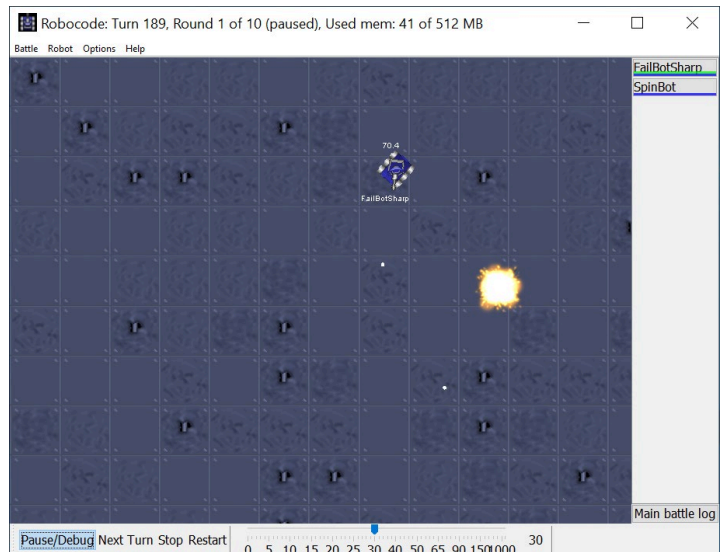 Robocode: Turn 189, Round 1 of 10 (paused), Used mem: 41 of 512 MB
Battle Robot Options Help
FailBotSharp
SpinBot
70.4
FailBotSharp
Main battle log
Pause/Debug Next Turn Stop Restart
0 5 10 15 20 25 30 40 50 65 90 150 1000
30